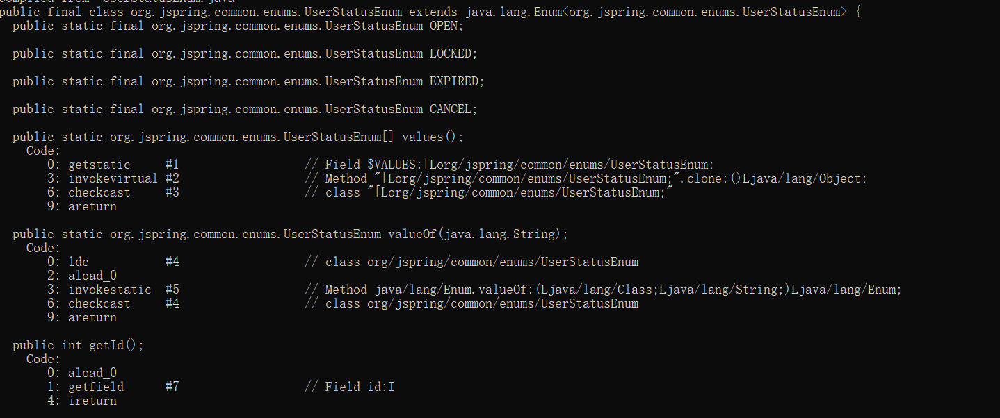 Compiled from "UserStatusEnum.java"
public final class org.jspring.common.enums.UserStatusEnum extends java.lang.Enum<org.jspring.common.enums.UserStatusEnum> {
  public static final org.jspring.common.enums.UserStatusEnum OPEN;
  public static final org.jspring.common.enums.UserStatusEnum LOCKED;
  public static final org.jspring.common.enums.UserStatusEnum EXPIRED;
  public static final org.jspring.common.enums.UserStatusEnum CANCEL;
  public static org.jspring.common.enums.UserStatusEnum[] values();
    Code:
       0: getstatic     #1                  // Field $VALUES:[Lorg/jspring/common/enums/UserStatusEnum;
       3: invokevirtual #2                  // Method "[Lorg/jspring/common/enums/UserStatusEnum;".clone:()Ljava/lang/Object;
       6: checkcast     #3                  // class "[Lorg/jspring/common/enums/UserStatusEnum;"
       9: areturn
  public static org.jspring.common.enums.UserStatusEnum valueOf(java.lang.String);
    Code:
       0: ldc           #4                  // class org/jspring/common/enums/UserStatusEnum
       2: aload_0
       3: invokestatic  #5                  // Method java/lang/Enum.valueOf:(Ljava/lang/Class;Ljava/lang/String;)Ljava/lang/Enum;
       6: checkcast     #4                  // class org/jspring/common/enums/UserStatusEnum
       9: areturn
  public int getId();
    Code:
       0: aload_0
       1: getfield      #7                  // Field id:I
       4: ireturn